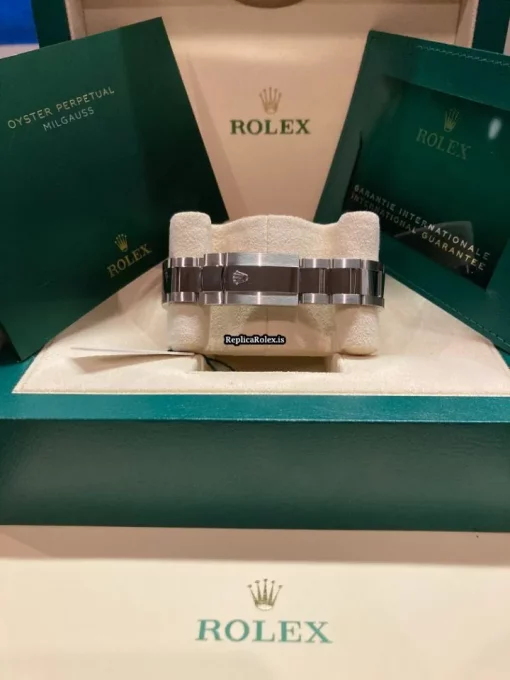 OYSTER PERPETUAL
MILGAUSS
ROLEX
ROLEX
ROLEX
GARANTIE INTERNATIONALE
INTERNATIONAL GUARANTEE
ReplicaRolex.is
ROLEX